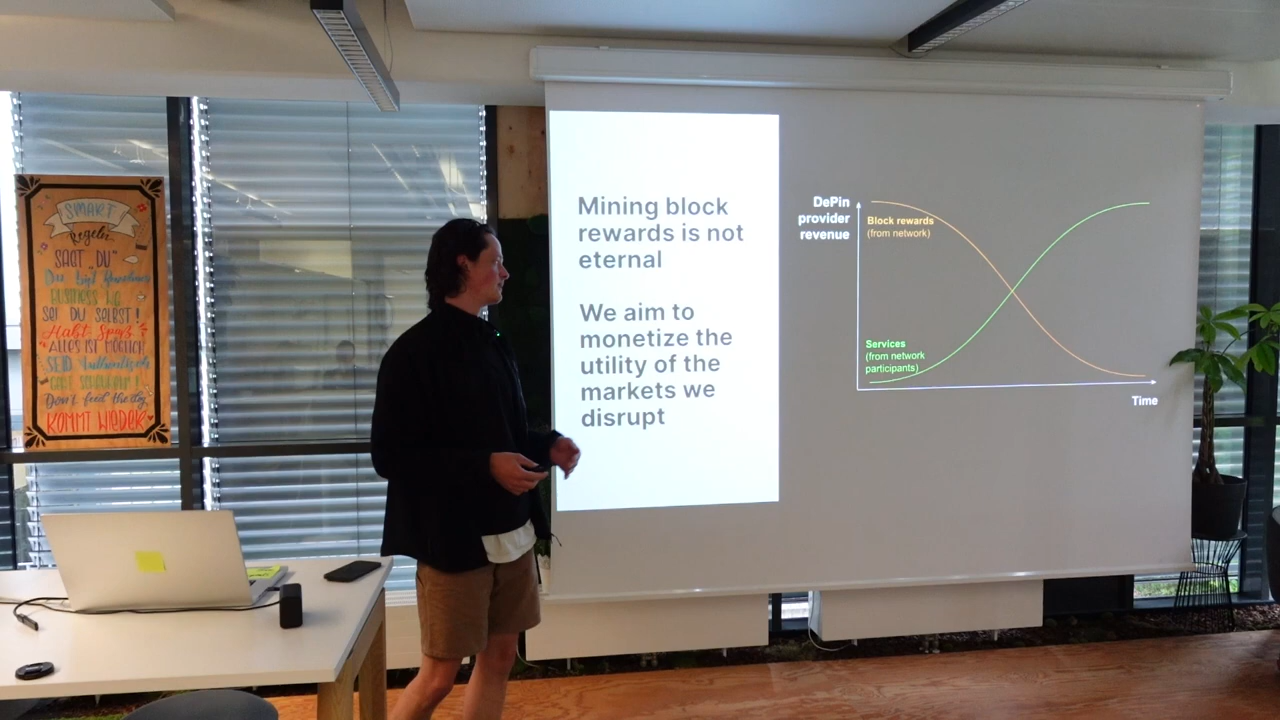 SMART
Regeln
SAGT "DU"
BUSINESS
SEI DU SELBST!
Habt Spaß!
"ALLES IST MÖGLICH"
SEID authentisch
Don't feed the dog
KOMMT WIEDER
Mining block
rewards is not
eternal
We aim to
monetize the
utility of the
markets we
disrupt
DePin
provider
revenue
Block rewards
(from network)
Services
(from network
participants)
Time